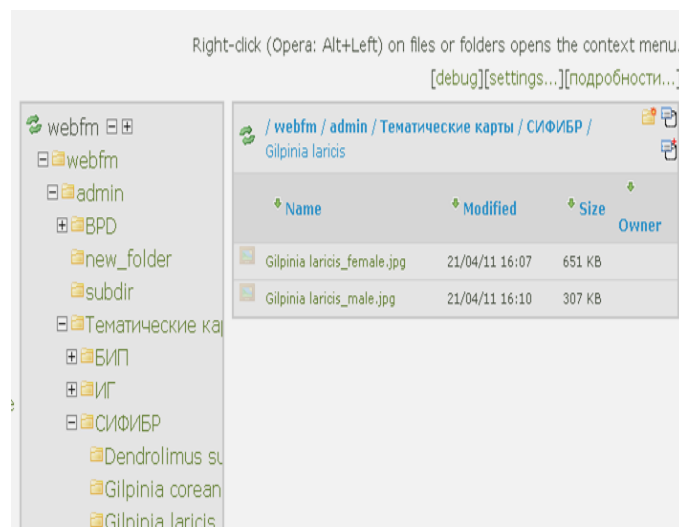 Right-click (Opera: Alt+Left) on files or folders opens the context menu.
[debug][settings...][подробности...]
webfm
webfm
admin
BPD
new_folder
subdir
Тематические
БИП
ИГ
СИФИБР
Dendrolimus
Gilpinia
Gilpinia laricis
/ webfm / admin / Тематические карты / СИФИБР /
Gilpinia laricis
Name Modified Size Owner
Gilpinia laricis_female.jpg 21/04/11 16:07 651 KB
Gilpinia laricis_male.jpg 21/04/11 16:10 307 KB